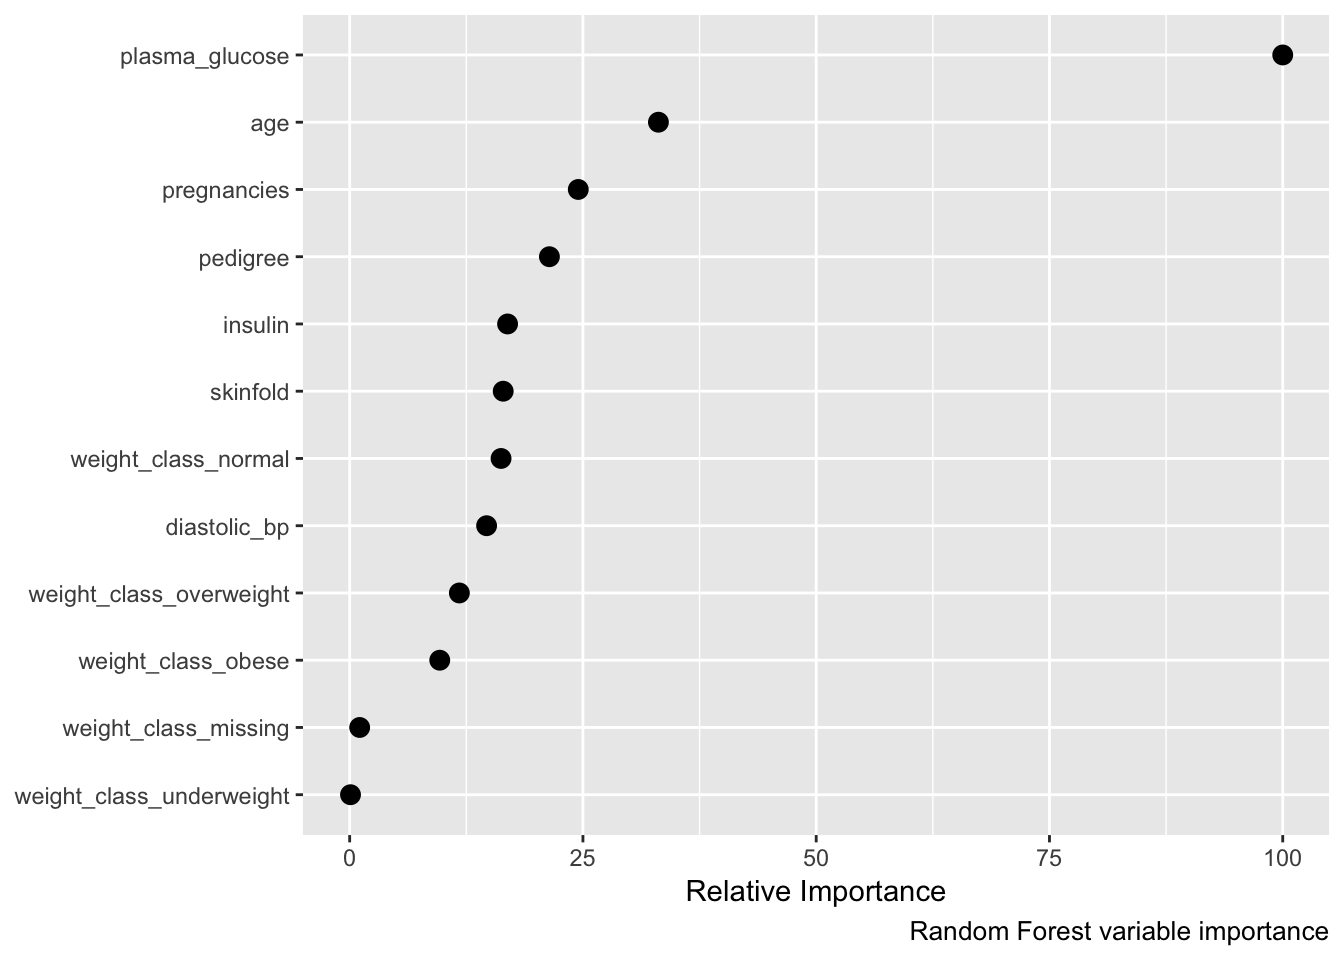 plasma_glucose
age
pregnancies
pedigree
insulin
skinfold
weight_class_normal
diastolic_bp
weight_class_overweight
weight_class_obese
weight_class_missing
weight_class_underweight
0 25 50 75 100
Relative Importance
Random Forest variable importance